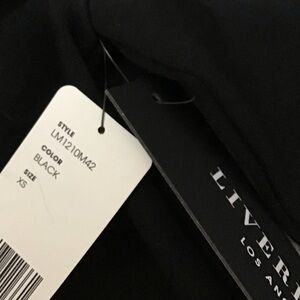 STYLE
LM1210M42
COLOR
BLACK
SIZE
XS
LIVER
LOS AN